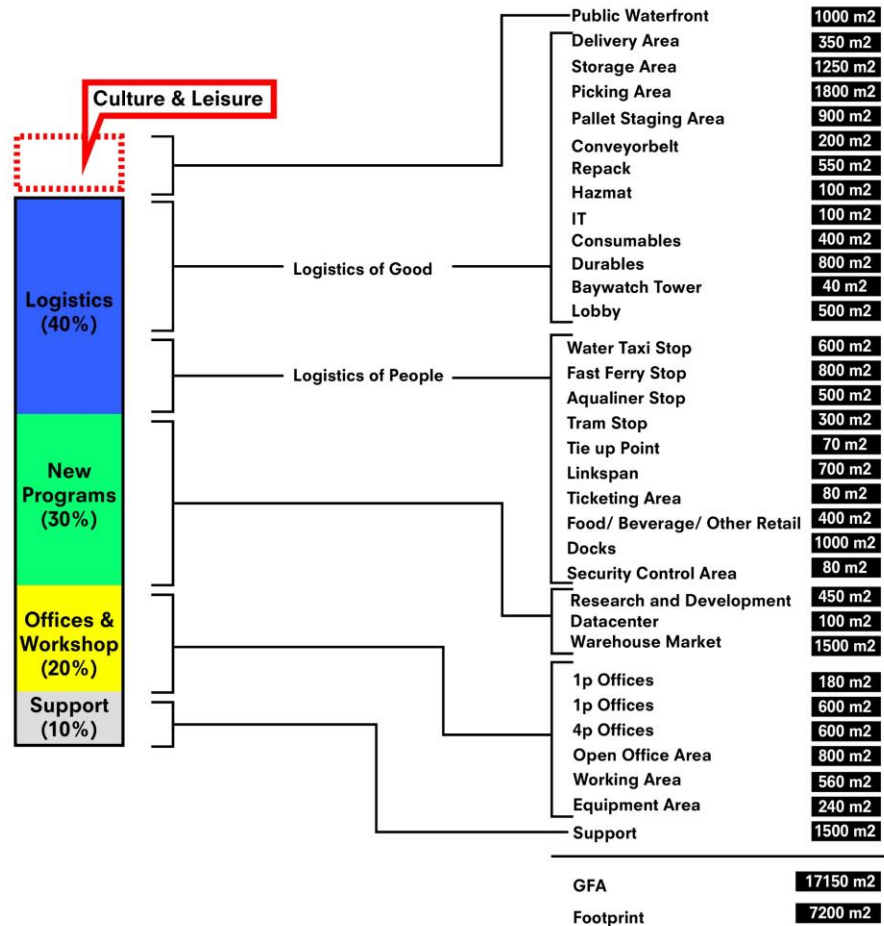 Culture & Leisure
Logistics
(40%)
New
Programs
(30%)
Offices &
Workshop
(20%)
Support
(10%)
Logistics of Good
Logistics of People
Public Waterfront 1000 m2
Delivery Area 350 m2
Storage Area 1250 m2
Picking Area 1800 m2
Pallet Staging Area 900 m2
Conveyorbelt 200 m2
Repack 550 m2
Hazmat 100 m2
IT 100 m2
Consumables 400 m2
Durables 800 m2
Baywatch Tower 40 m2
Lobby 500 m2
Water Taxi Stop 600 m2
Fast Ferry Stop 800 m2
Aqualiner Stop 500 m2
Tram Stop 300 m2
Tie up Point 70 m2
Linkspan 700 m2
Ticketing Area 80 m2
Food/ Beverage/ Other Retail 400 m2
Docks 1000 m2
Security Control Area 80 m2
Research and Development 450 m2
Datacenter 100 m2
Warehouse Market 1500 m2
1p Offices 180 m2
1p Offices 600 m2
4p Offices 600 m2
Open Office Area 800 m2
Working Area 560 m2
Equipment Area 240 m2
Support 1500 m2
GFA 17150 m2
Footprint 7200 m2